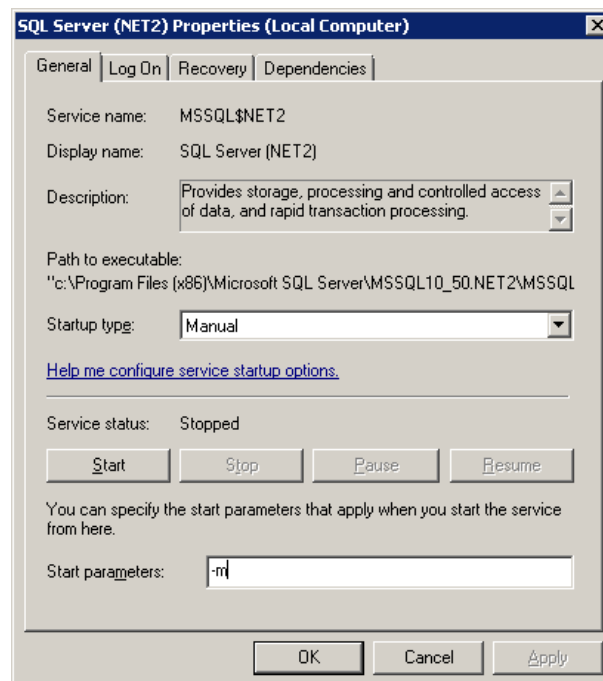 SQL Server (NET2) Properties (Local Computer)
General Log On Recovery Dependencies
Service name: MSSQL$NET2
Display name: SQL Server (NET2)
Description: Provides storage, processing and controlled access
of data, and rapid transaction processing.
Path to executable:
"c:\Program Files (x86)\Microsoft SQL Server\MSSQL10_50.NET2\MSSQL
Startup type: Manual
Help me configure service startup options.
Service status: Stopped
Start Stop Pause Resume
You can specify the start parameters that apply when you start the service
from here.
Start parameters: -m
OK Cancel Apply